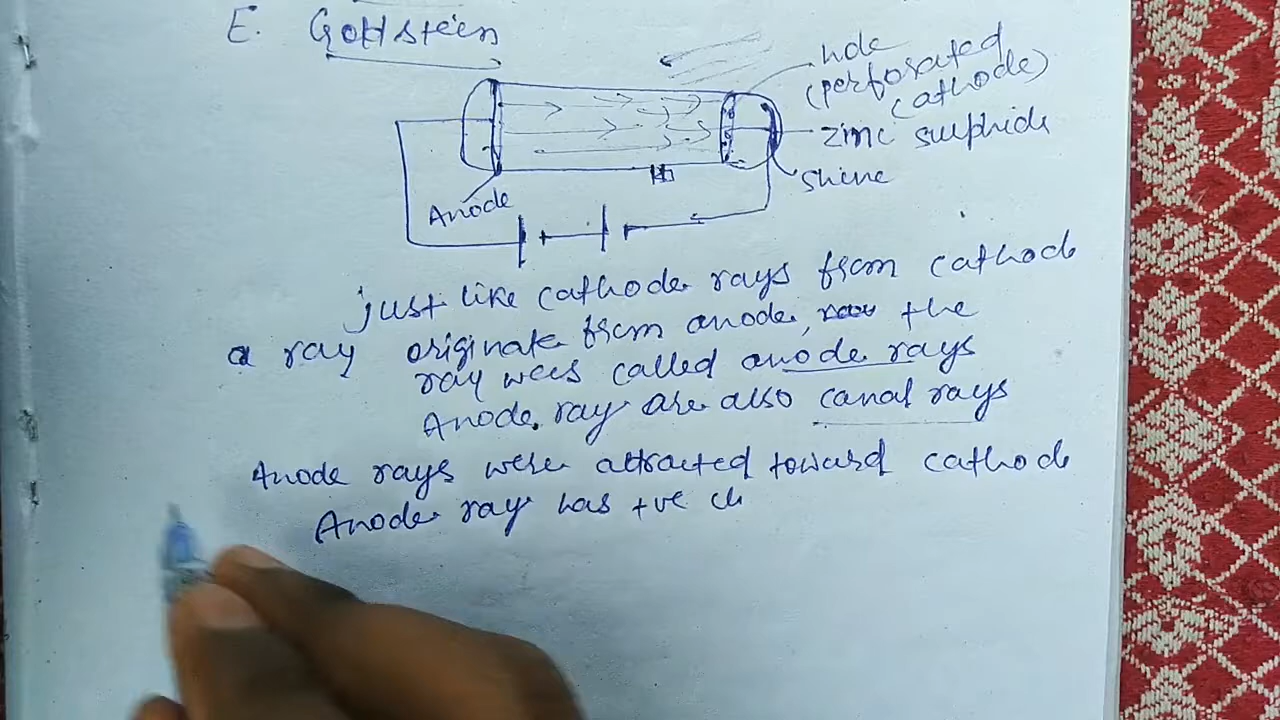 E. Goldstein
hole
(perforated
cathode)
zinc sulphide
shine
Anode
just like cathode rays from cathode
a ray originate from anode, the
ray was called anode rays
Anode ray are also canal rays
Anode rays were attracted toward cathode
Anode ray has +ve ch